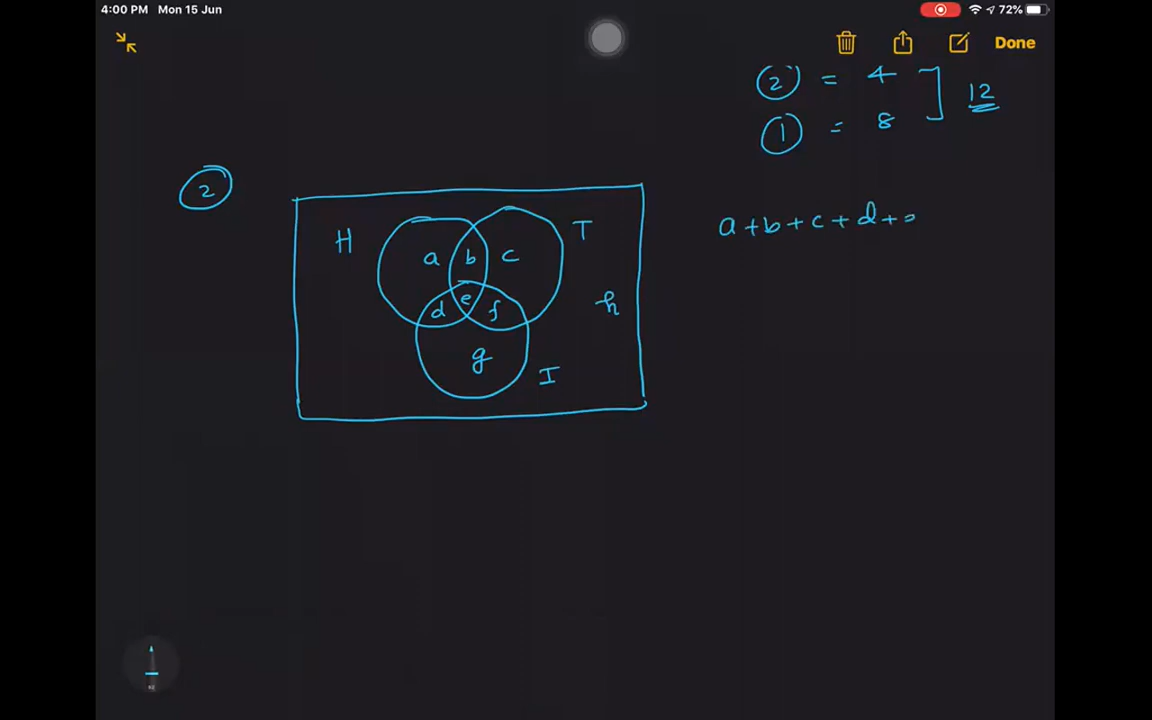 4:00 PM Mon 15 Jun
72%
Done
2 = 4
12
1 = 8
2
H
T
a b c
a + b + c + d +
d e f
h
g
I